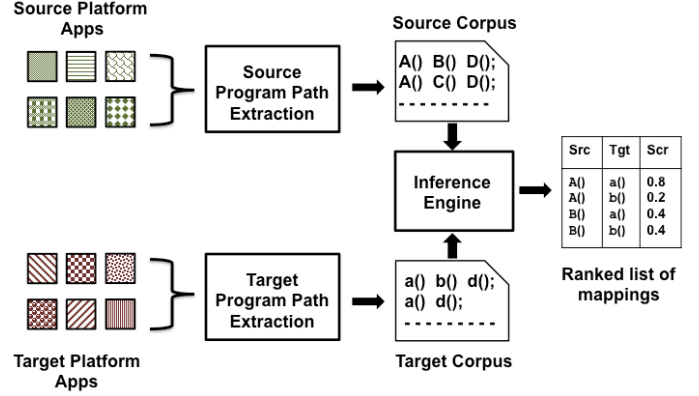 Source Platform
Apps
Source
Program Path
Extraction
Source Corpus
A() B() D();
A() C() D();
- - - - - - - - - -
Inference
Engine
Src Tgt Scr
A() a() 0.8
A() b() 0.2
B() a() 0.4
B() b() 0.4
Ranked list of
mappings
Target
Program Path
Extraction
a() b() d();
a() d();
- - - - - - - - - -
Target Corpus
Target Platform
Apps